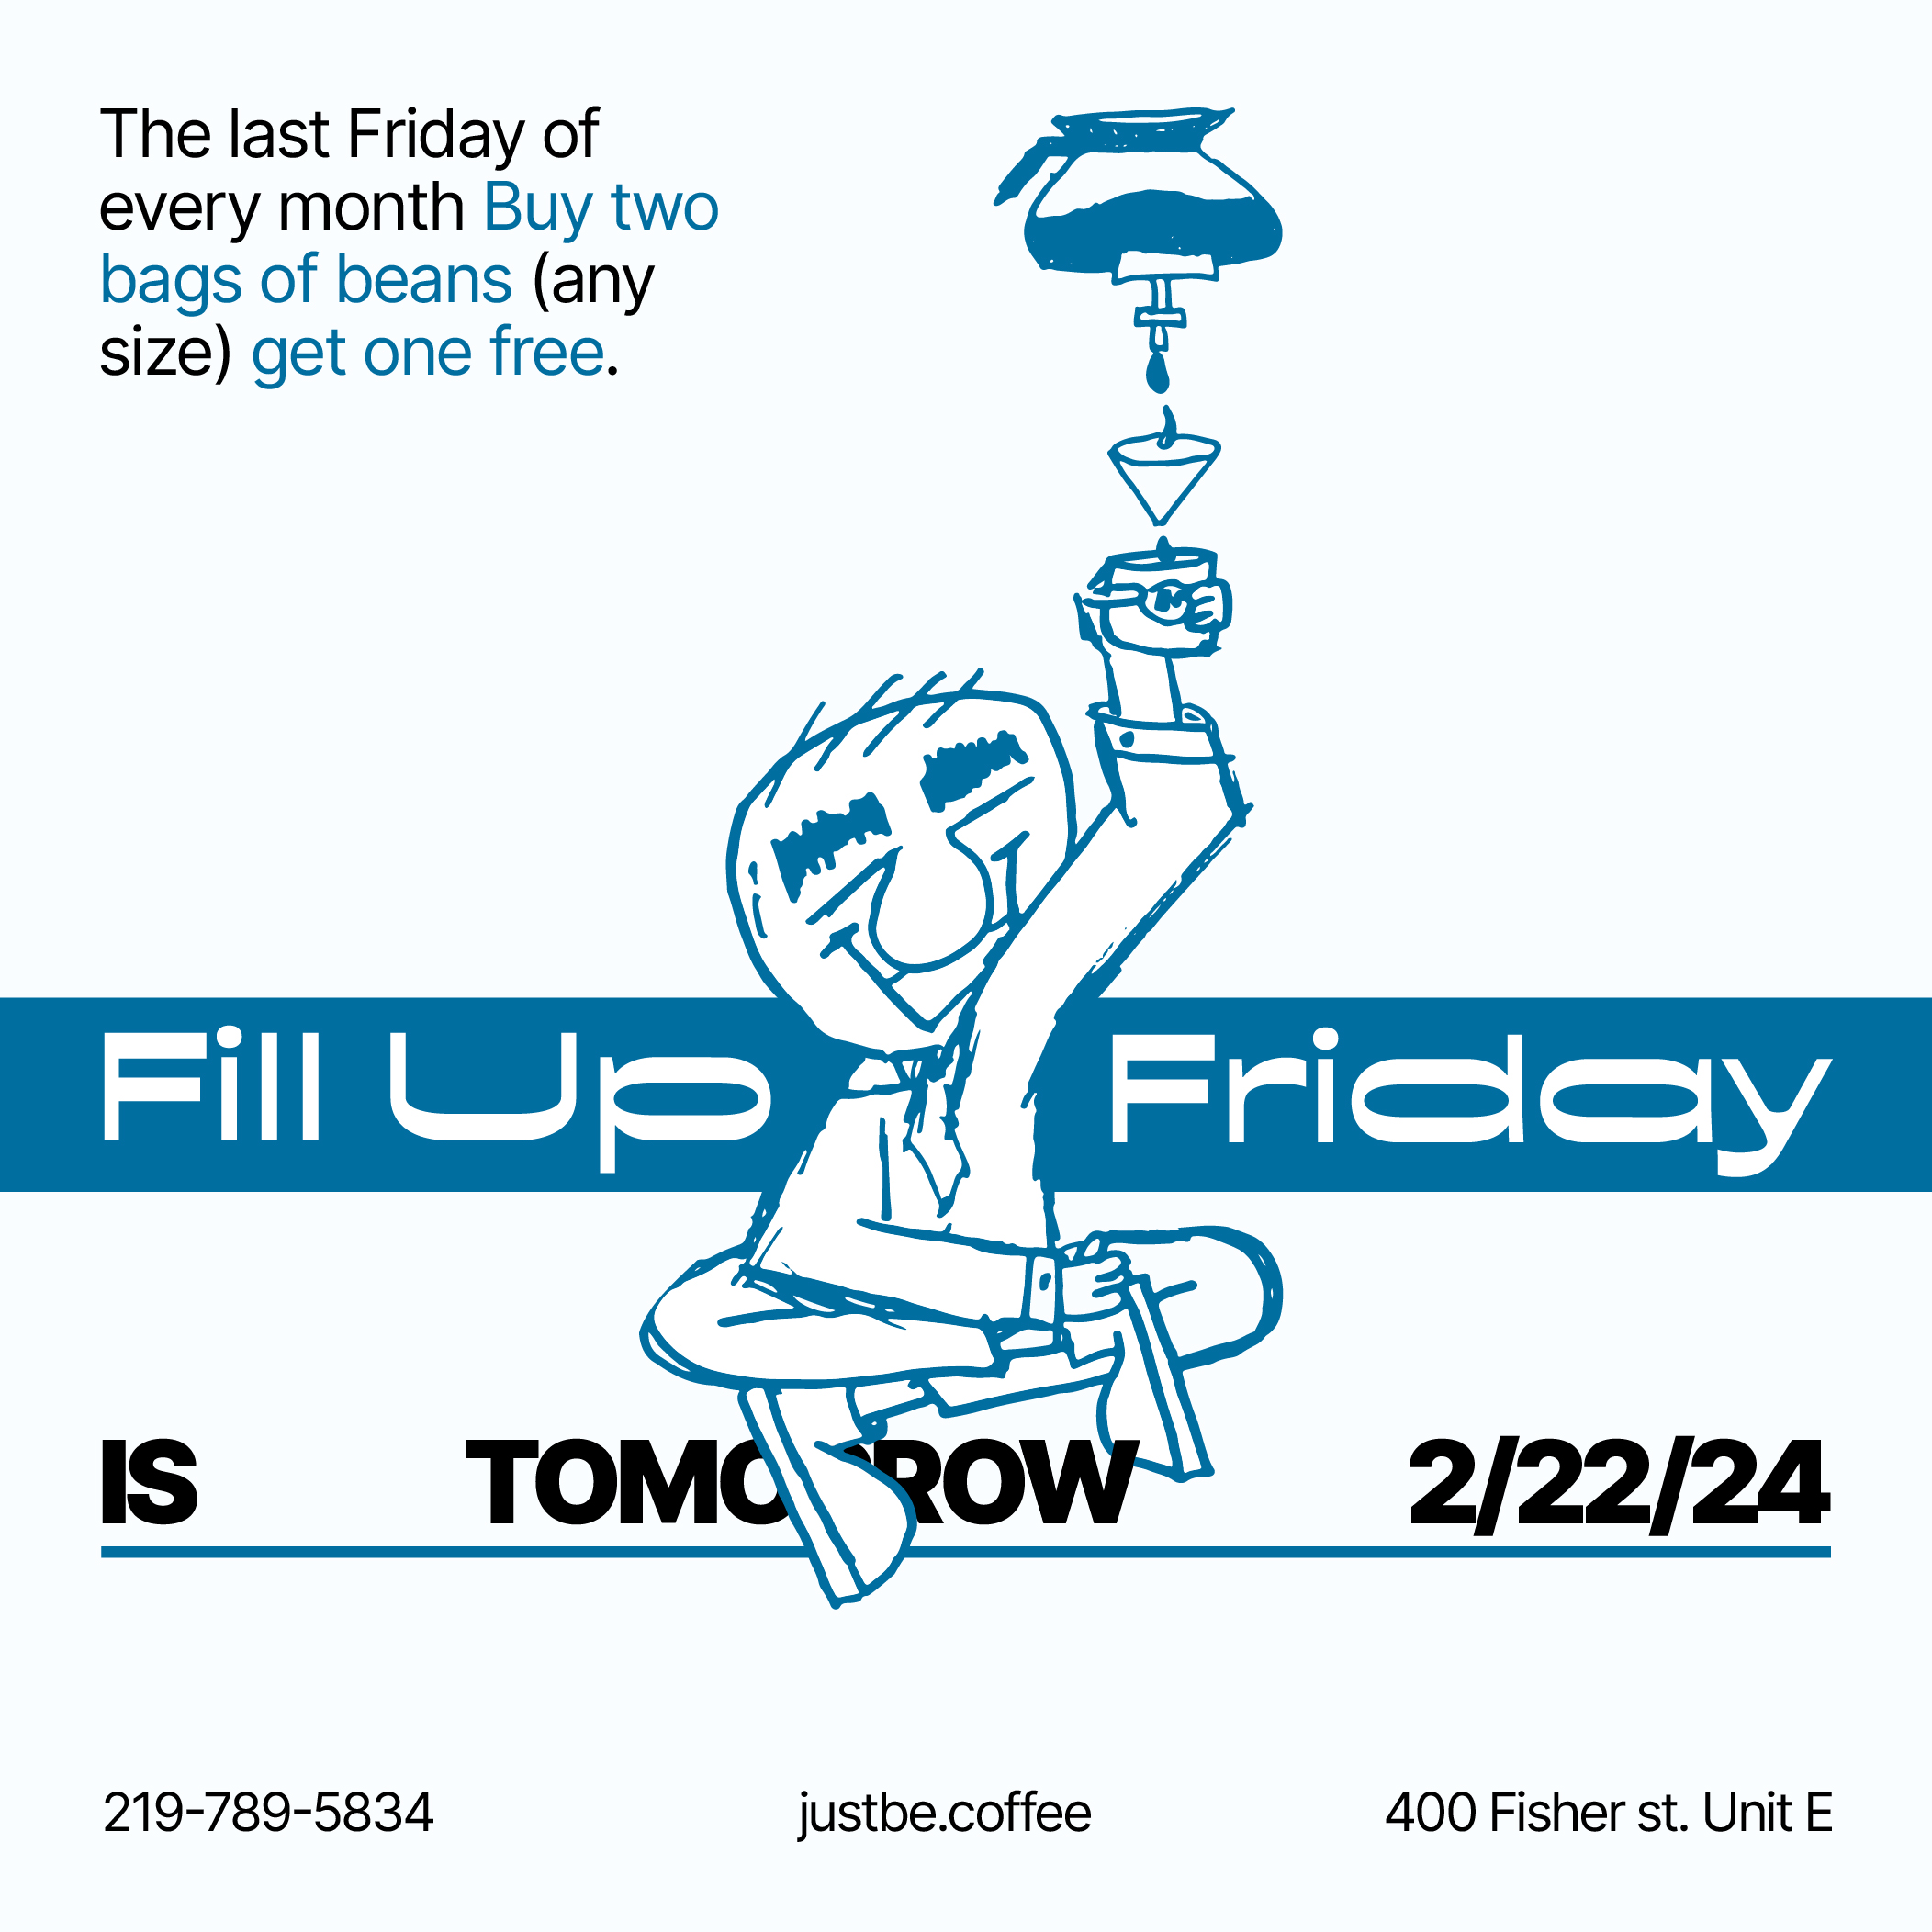 The last Friday of
every month Buy two
bags of beans (any
size) get one free.
Fill Up Friday
IS TOMORROW 2/22/24
219-789-5834 justbe.coffee 400 Fisher st. Unit E